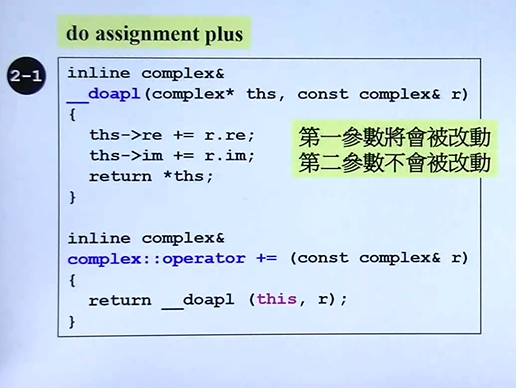 do assignment plus
2-1
inline complex&
__doapl(complex* ths, const complex& r)
{
ths->re += r.re;
ths->im += r.im;
return *ths;
}
第一參數將會被改動
第二參數不會被改動
inline complex&
complex::operator += (const complex& r)
{
return __doapl (this, r);
}